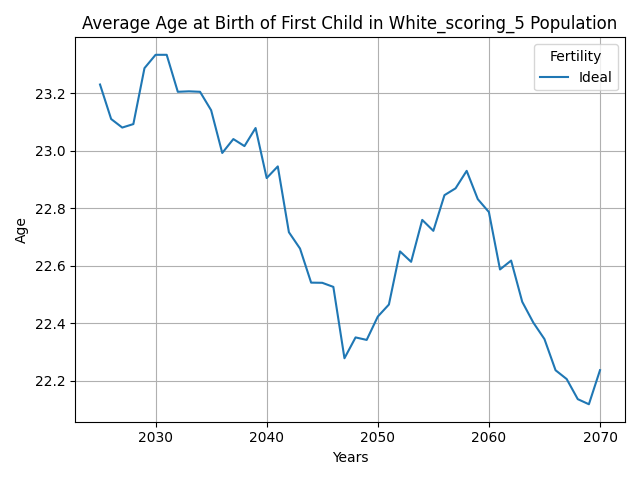 Average Age at Birth of First Child in White_scoring_5 Population
Fertility
Ideal
23.2
23.0
22.8
22.6
22.4
22.2
Age
2030 2040 2050 2060 2070
Years